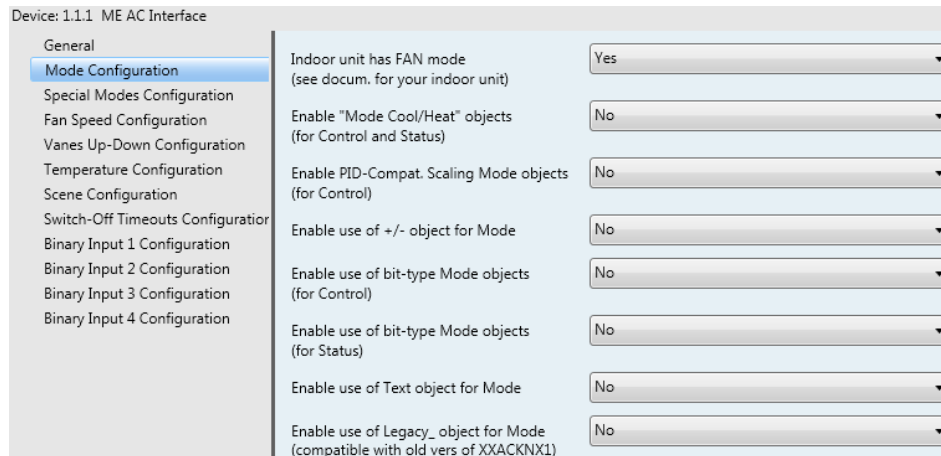 Device: 1.1.1 ME AC Interface
General
Mode Configuration
Special Modes Configuration
Fan Speed Configuration
Vanes Up-Down Configuration
Temperature Configuration
Scene Configuration
Switch-Off Timeouts Configuration
Binary Input 1 Configuration
Binary Input 2 Configuration
Binary Input 3 Configuration
Binary Input 4 Configuration
Indoor unit has FAN mode
(see docum. for your indoor unit)
Yes
Enable "Mode Cool/Heat" objects
(for Control and Status)
No
Enable PID-Compat. Scaling Mode objects
(for Control)
No
Enable use of +/- object for Mode
No
Enable use of bit-type Mode objects
(for Control)
No
Enable use of bit-type Mode objects
(for Status)
No
Enable use of Text object for Mode
No
Enable use of Legacy_ object for Mode
(compatible with old vers of XXACKNX1)
No